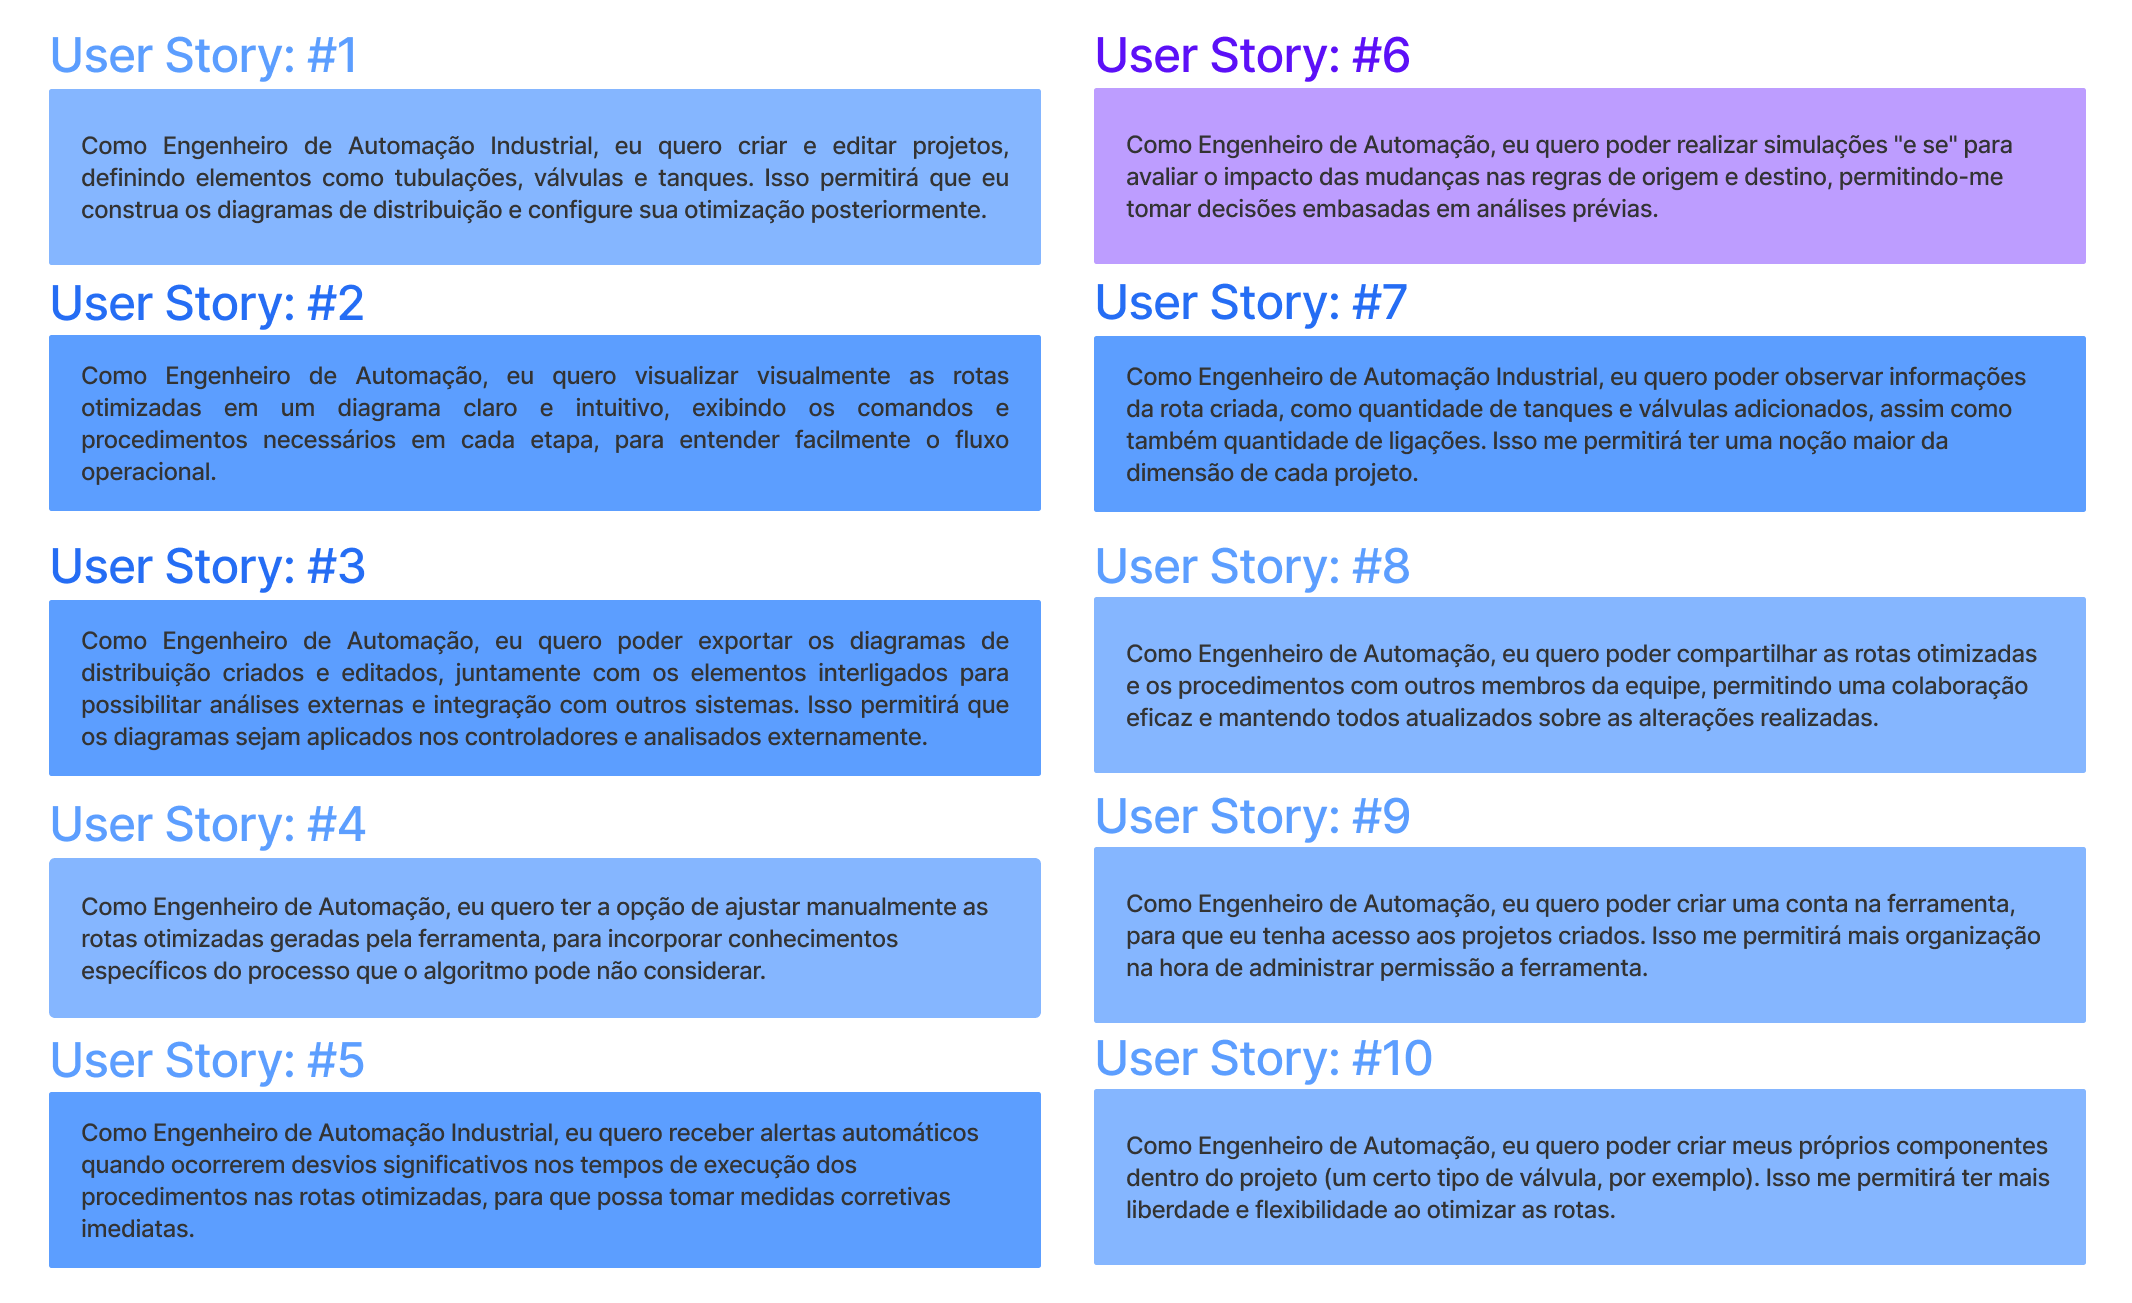 User Story: #1
Como Engenheiro de Automação Industrial, eu quero criar e editar projetos,
definindo elementos como tubulações, válvulas e tanques. Isso permitirá que eu
construa os diagramas de distribuição e configure sua otimização posteriormente.
User Story: #2
Como Engenheiro de Automação, eu quero visualizar visualmente as rotas
otimizadas em um diagrama claro e intuitivo, exibindo os comandos e
procedimentos necessários em cada etapa, para entender facilmente o fluxo
operacional.
User Story: #3
Como Engenheiro de Automação, eu quero poder exportar os diagramas de
distribuição criados e editados, juntamente com os elementos interligados para
possibilitar análises externas e integração com outros sistemas. Isso permitirá que
os diagramas sejam aplicados nos controladores e analisados externamente.
User Story: #4
Como Engenheiro de Automação, eu quero ter a opção de ajustar manualmente as
rotas otimizadas geradas pela ferramenta, para incorporar conhecimentos
específicos do processo que o algoritmo pode não considerar.
User Story: #5
Como Engenheiro de Automação Industrial, eu quero receber alertas automáticos
quando ocorrerem desvios significativos nos tempos de execução dos
procedimentos nas rotas otimizadas, para que possa tomar medidas corretivas
imediatas.
User Story: #6
Como Engenheiro de Automação, eu quero poder realizar simulações "e se" para
avaliar o impacto das mudanças nas regras de origem e destino, permitindo-me
tomar decisões embasadas em análises prévias.
User Story: #7
Como Engenheiro de Automação Industrial, eu quero poder observar informações
da rota criada, como quantidade de tanques e válvulas adicionados, assim como
também quantidade de ligações. Isso me permitirá ter uma noção maior da
dimensão de cada projeto.
User Story: #8
Como Engenheiro de Automação, eu quero poder compartilhar as rotas otimizadas
e os procedimentos com outros membros da equipe, permitindo uma colaboração
eficaz e mantendo todos atualizados sobre as alterações realizadas.
User Story: #9
Como Engenheiro de Automação, eu quero poder criar uma conta na ferramenta,
para que eu tenha acesso aos projetos criados. Isso me permitirá mais organização
na hora de administrar permissão a ferramenta.
User Story: #10
Como Engenheiro de Automação, eu quero poder criar meus próprios componentes
dentro do projeto (um certo tipo de válvula, por exemplo). Isso me permitirá ter mais
liberdade e flexibilidade ao otimizar as rotas.